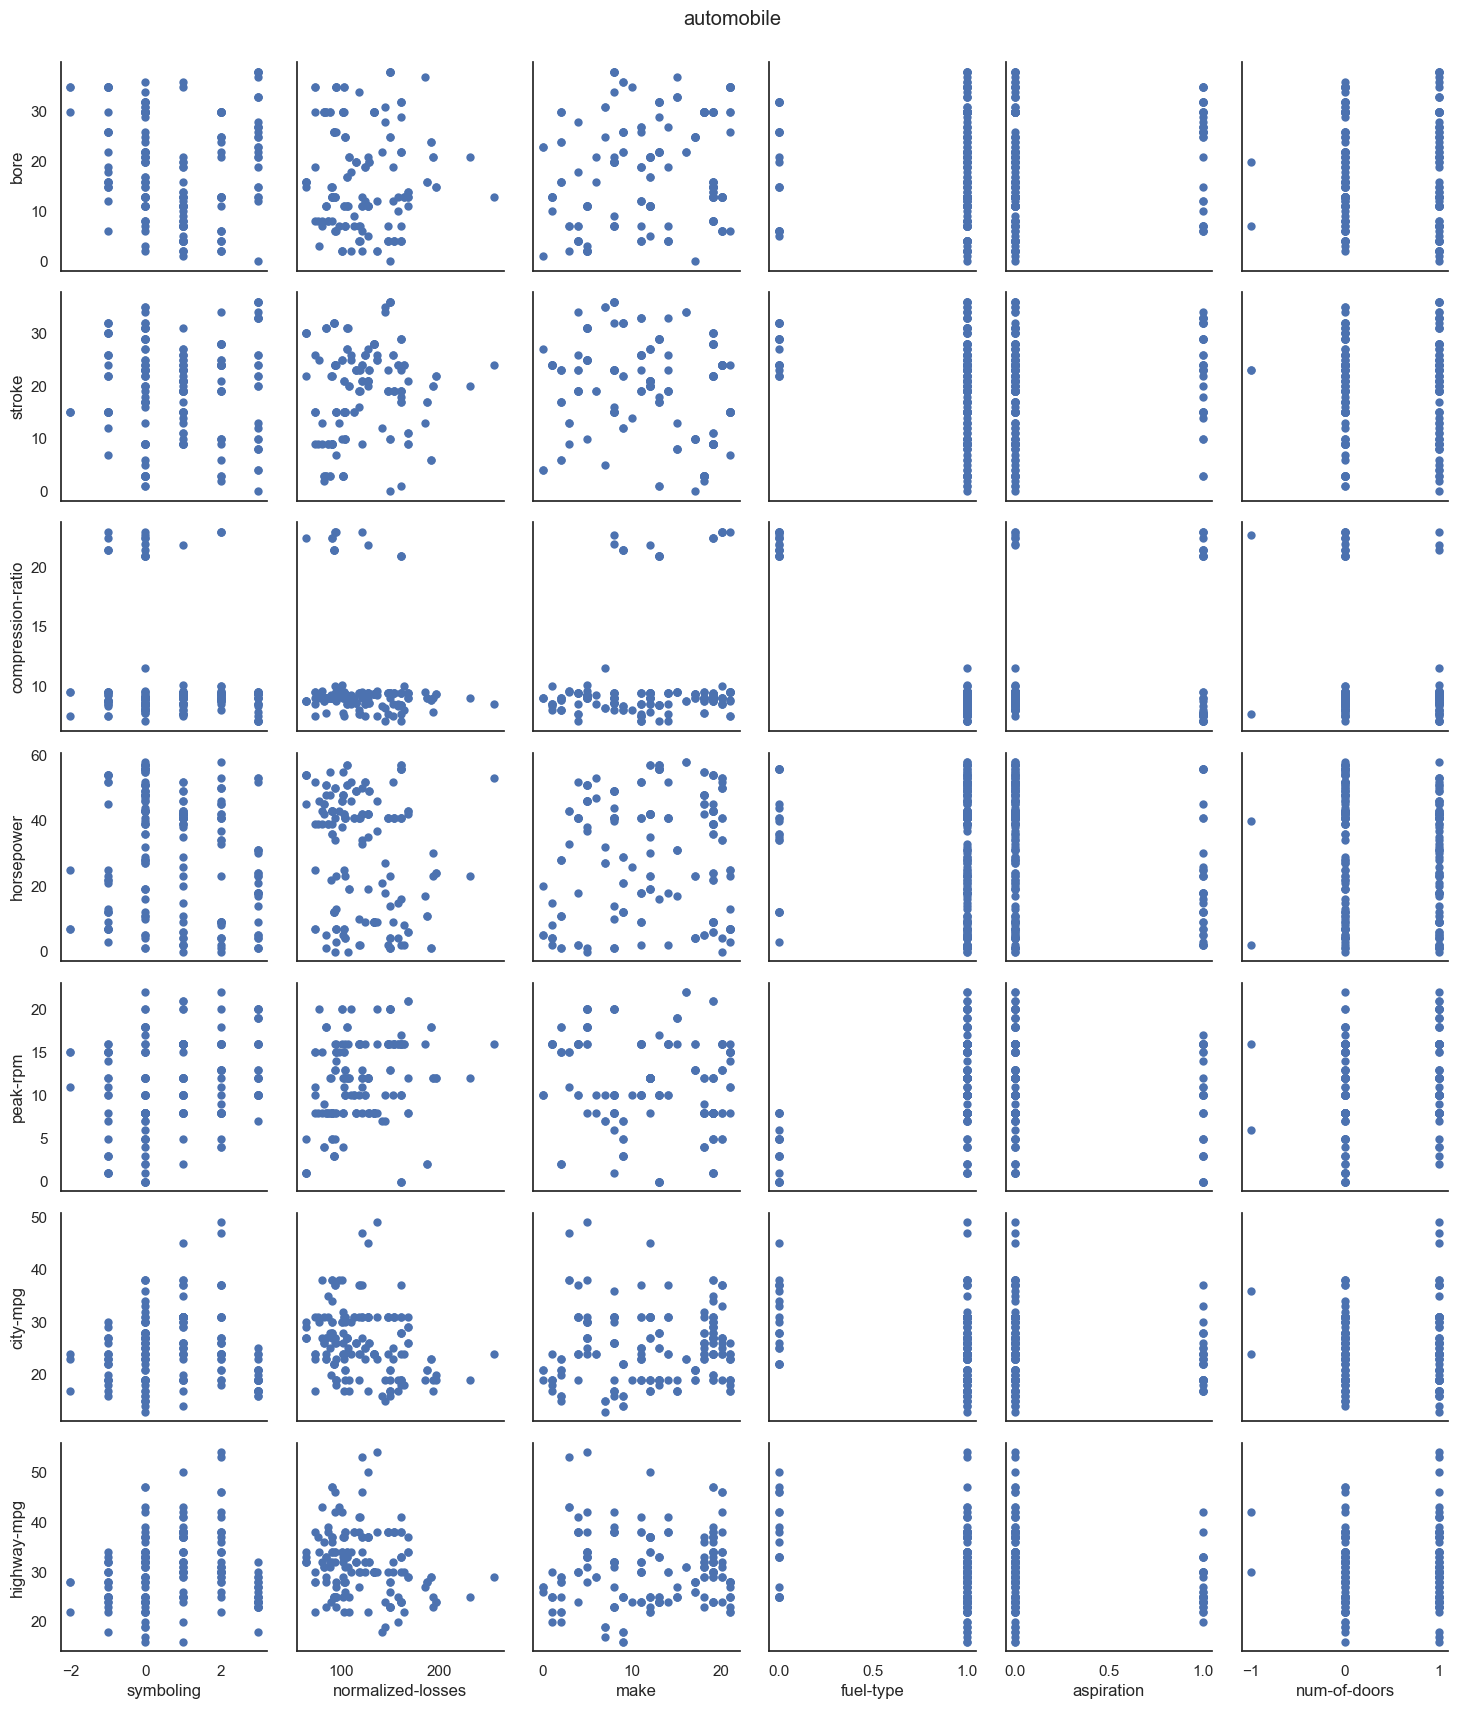 automobile
bore
30
20
10
0
stroke
30
20
10
0
compression-ratio
20
15
10
horsepower
60
40
20
0
peak-rpm
20
15
10
5
0
city-mpg
50
40
30
20
highway-mpg
50
40
30
20
−2 0 2
100 200
0 10 20
0.0 0.5 1.0
0.0 0.5 1.0
−1 0 1
symboling
normalized-losses
make
fuel-type
aspiration
num-of-doors